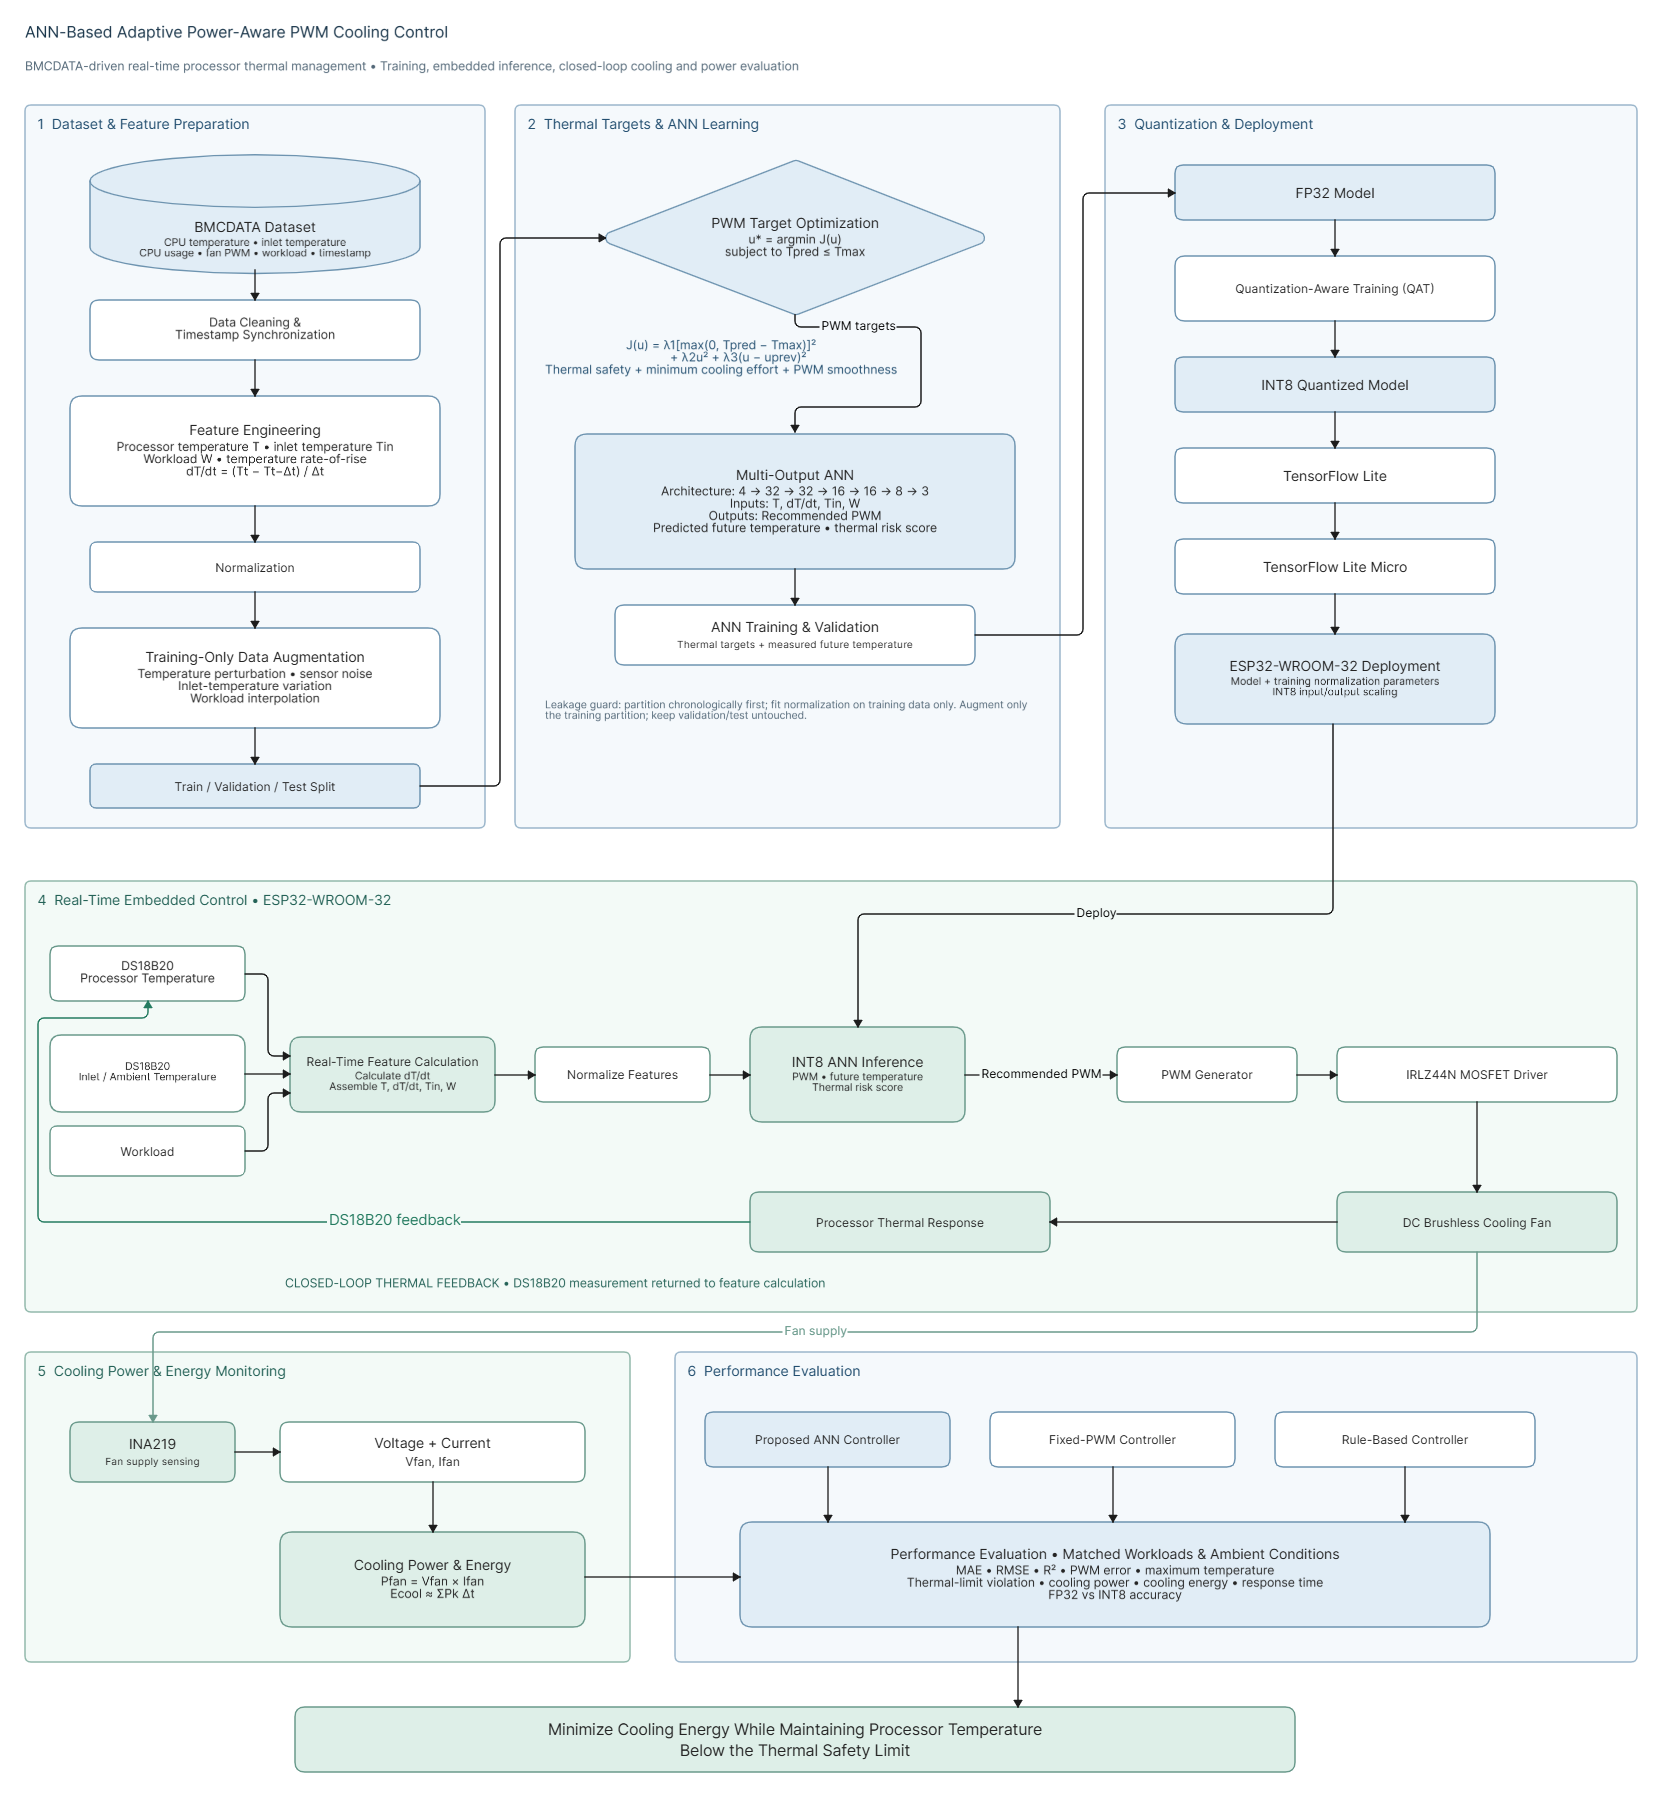 ANN-Based Adaptive Power-Aware PWM Cooling Control
BMCDATA-driven real-time processor thermal management • Training, embedded inference, closed-loop cooling and power evaluation
1 Dataset & Feature Preparation
BMCDATA Dataset
CPU temperature • inlet temperature
CPU usage • fan PWM • workload • timestamp
Data Cleaning &
Timestamp Synchronization
Feature Engineering
Processor temperature T • inlet temperature Tin
Workload W • temperature rate-of-rise
dT/dt = (Tt − Tt−Δt) / Δt
Normalization
Training-Only Data Augmentation
Temperature perturbation • sensor noise
Inlet-temperature variation
Workload interpolation
Train / Validation / Test Split
2 Thermal Targets & ANN Learning
PWM Target Optimization
u* = argmin J(u)
subject to Tpred ≤ Tmax
PWM targets
J(u) = λ1[max(0, Tpred − Tmax)]²
+ λ2u² + λ3(u − uprev)²
Thermal safety + minimum cooling effort + PWM smoothness
Multi-Output ANN
Architecture: 4 → 32 → 32 → 16 → 16 → 8 → 3
Inputs: T, dT/dt, Tin, W
Outputs: Recommended PWM
Predicted future temperature • thermal risk score
ANN Training & Validation
Thermal targets + measured future temperature
Leakage guard: partition chronologically first; fit normalization on training data only. Augment only
the training partition; keep validation/test untouched.
3 Quantization & Deployment
FP32 Model
Quantization-Aware Training (QAT)
INT8 Quantized Model
TensorFlow Lite
TensorFlow Lite Micro
ESP32-WROOM-32 Deployment
Model + training normalization parameters
INT8 input/output scaling
4 Real-Time Embedded Control • ESP32-WROOM-32
Deploy
DS18B20
Processor Temperature
DS18B20
Inlet / Ambient Temperature
Workload
Real-Time Feature Calculation
Calculate dT/dt
Assemble T, dT/dt, Tin, W
Normalize Features
INT8 ANN Inference
PWM • future temperature
Thermal risk score
Recommended PWM
PWM Generator
IRLZ44N MOSFET Driver
DS18B20 feedback
Processor Thermal Response
DC Brushless Cooling Fan
CLOSED-LOOP THERMAL FEEDBACK • DS18B20 measurement returned to feature calculation
Fan supply
5 Cooling Power & Energy Monitoring
INA219
Fan supply sensing
Voltage + Current
Vfan, Ifan
Cooling Power & Energy
Pfan = Vfan × Ifan
Ecool ≈ ΣPk Δt
6 Performance Evaluation
Proposed ANN Controller
Fixed-PWM Controller
Rule-Based Controller
Performance Evaluation • Matched Workloads & Ambient Conditions
MAE • RMSE • R² • PWM error • maximum temperature
Thermal-limit violation • cooling power • cooling energy • response time
FP32 vs INT8 accuracy
Minimize Cooling Energy While Maintaining Processor Temperature
Below the Thermal Safety Limit